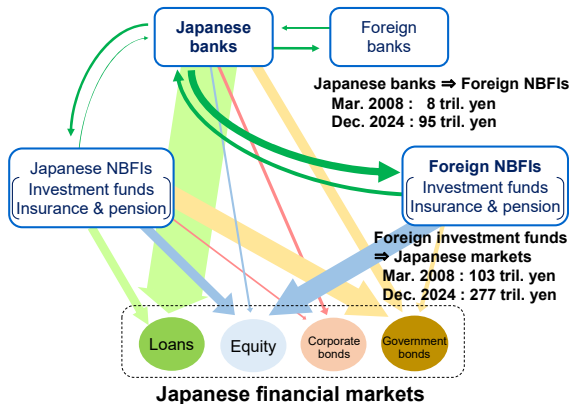 Japanese
banks
Foreign
banks
Japanese banks ⇒ Foreign NBFIs
Mar. 2008 : 8 tril. yen
Dec. 2024 : 95 tril. yen
Japanese NBFIs
Investment funds
Insurance & pension
Foreign NBFIs
Investment funds
Insurance & pension
Foreign investment funds
⇒ Japanese markets
Mar. 2008 : 103 tril. yen
Dec. 2024 : 277 tril. yen
Loans
Equity
Corporate
bonds
Government
bonds
Japanese financial markets